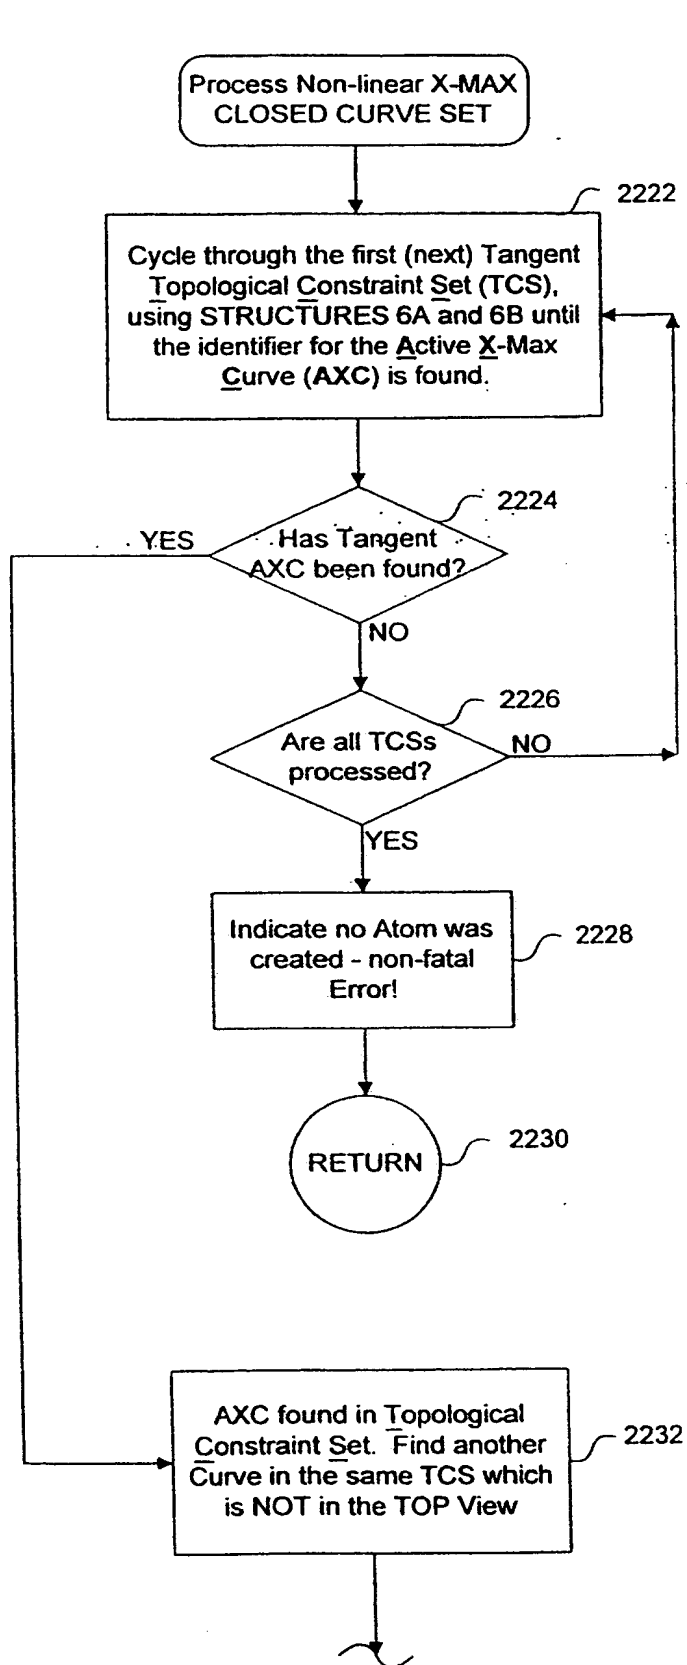 Process Non-linear X-MAX
CLOSED CURVE SET
2222
Cycle through the first (next) Tangent
Topological Constraint Set (TCS),
using STRUCTURES 6A and 6B until
the identifier for the Active X-Max
Curve (AXC) is found.
2224
YES
Has Tangent
AXC been found?
NO
2226
Are all TCSs
processed?
NO
YES
Indicate no Atom was
created - non-fatal
Error!
2228
RETURN
2230
AXC found in Topological
Constraint Set. Find another
Curve in the same TCS which
is NOT in the TOP View
2232